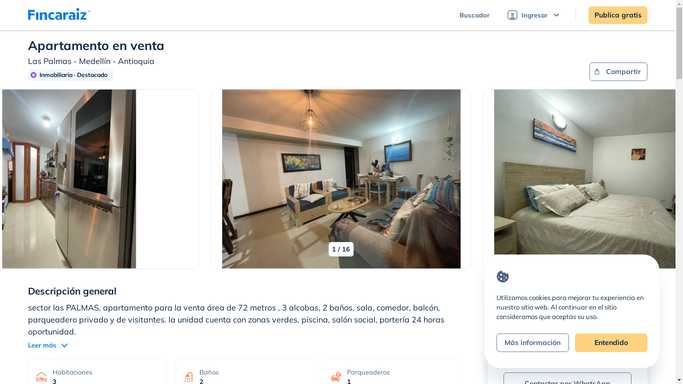 Fincaraiz
Buscador
Ingresar
Publica gratis
Apartamento en venta
Las Palmas - Medellín - Antioquia
Inmobiliaria - Destacado
Compartir
1 / 16
Descripción general
sector las PALMAS, apartamento para la venta área de 72 metros , 3 alcobas, 2 baños, sala, comedor, balcón,
parqueadero privado y de visitantes. la unidad cuenta con zonas verdes, piscina, salón social, portería 24 horas
oportunidad.
Leer más
Habitaciones
3
Baños
2
Parqueaderos
1
Utilizamos cookies para mejorar tu experiencia en
nuestro sitio web. Al continuar en el sitio
consideramos que aceptas su uso.
Más información
Entendido
Contactar por WhatsApp